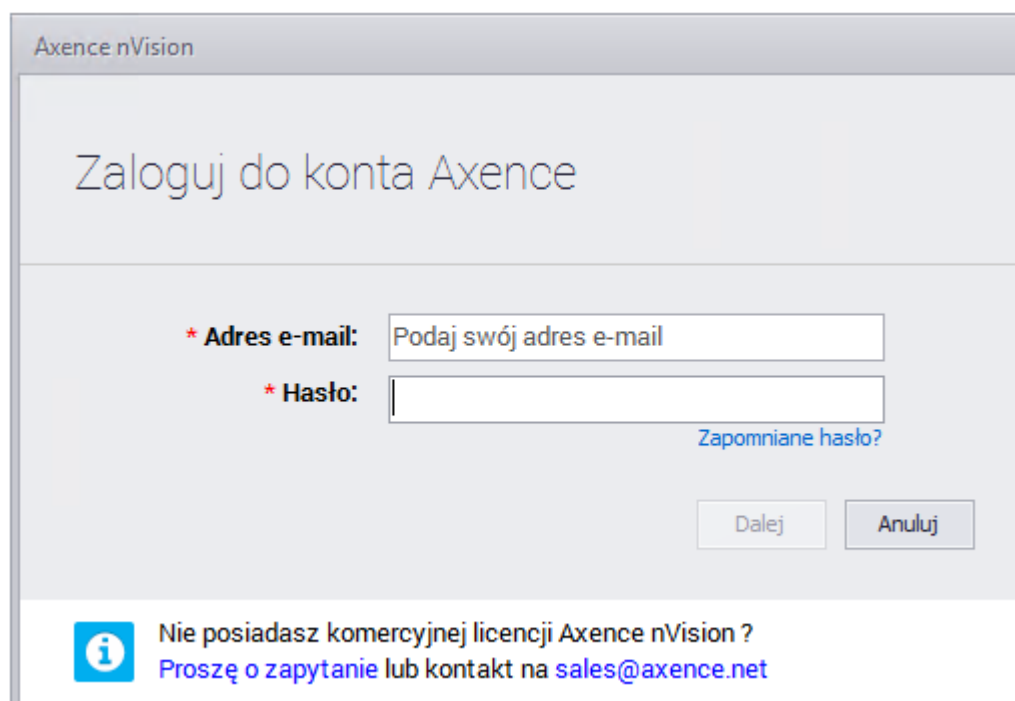 Axence nVision
Zaloguj do konta Axence
* Adres e-mail: Podaj swój adres e-mail
* Hasło:
Zapomniane hasło?
Dalej Anuluj
Nie posiadasz komercyjnej licencji Axence nVision ?
Proszę o zapytanie lub kontakt na sales@axence.net